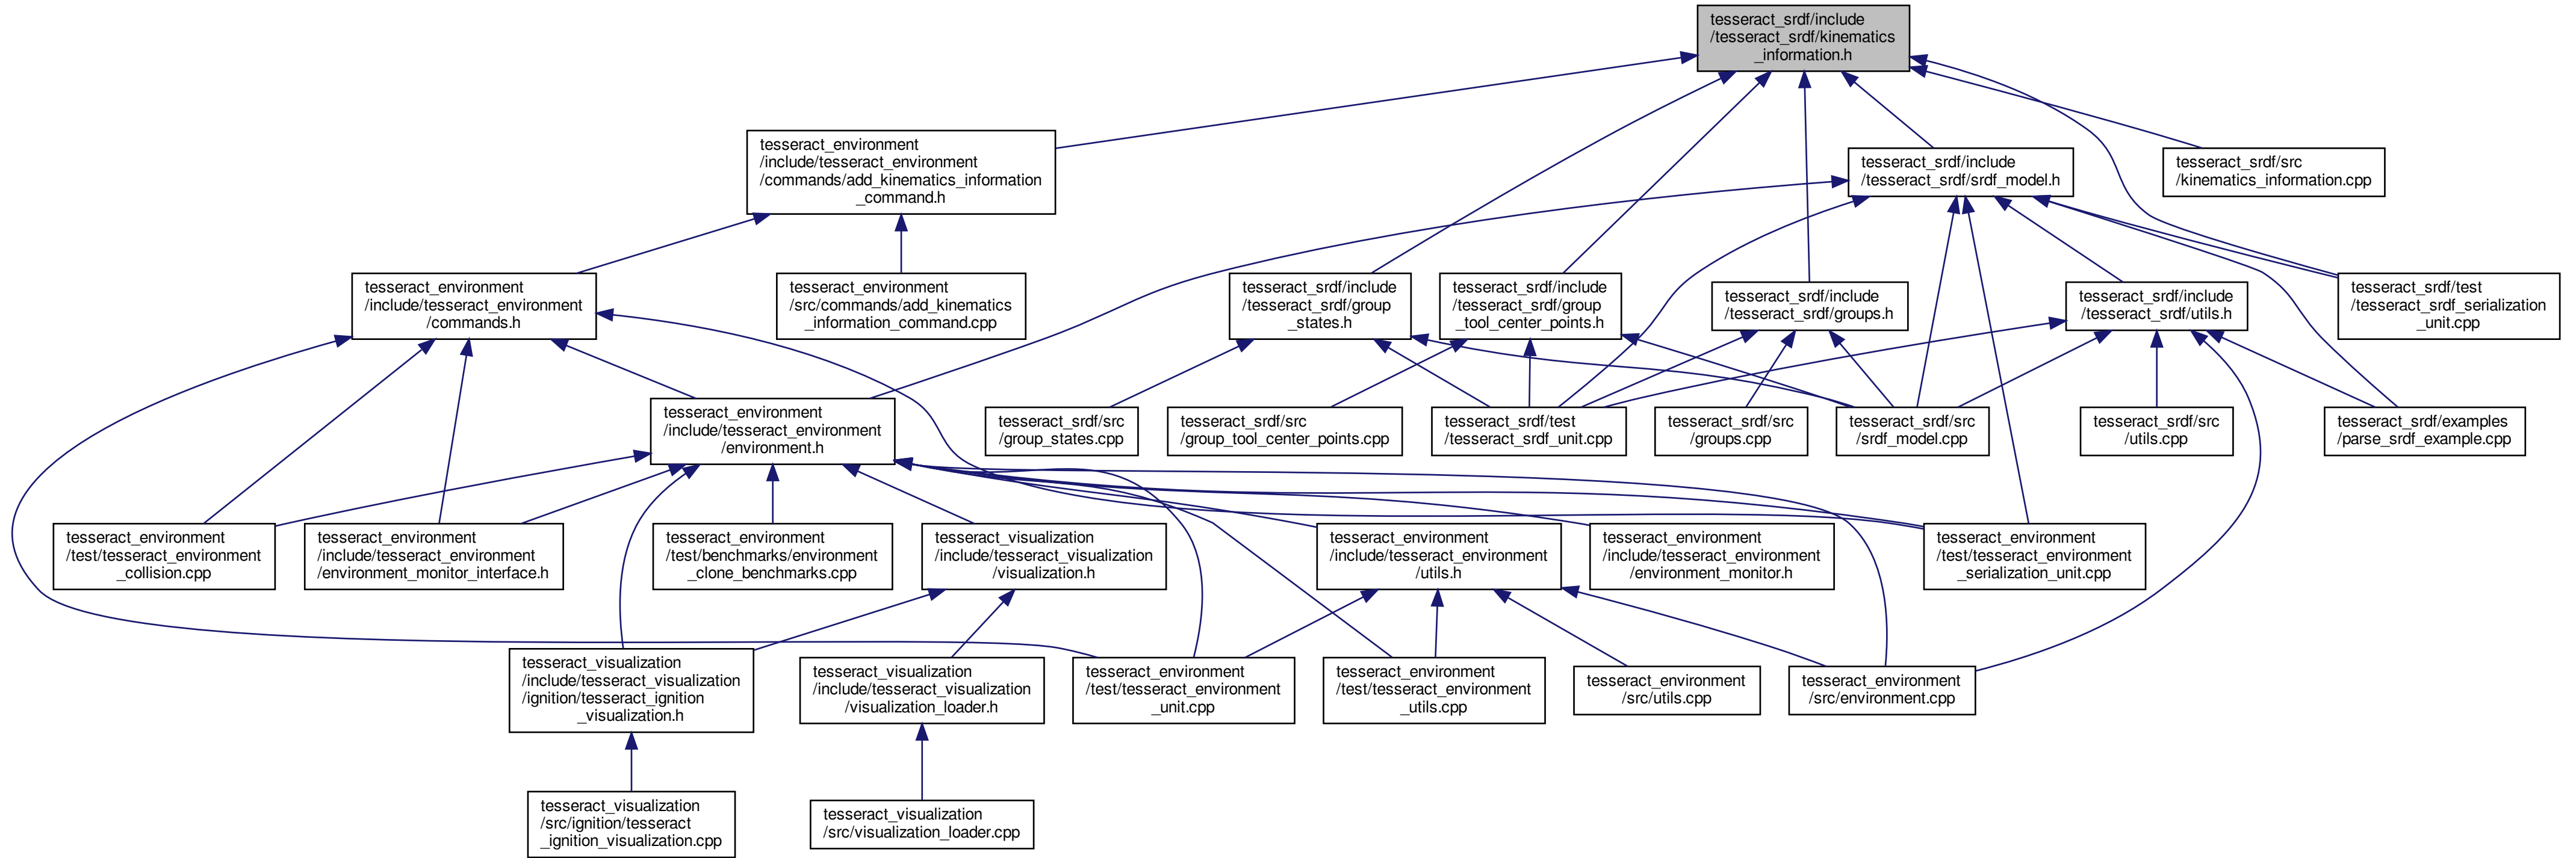 tesseract_srdf/include
/tesseract_srdf/kinematics
_information.h
tesseract_environment
/include/tesseract_environment
/commands/add_kinematics_information
_command.h
tesseract_srdf/include
/tesseract_srdf/srdf_model.h
tesseract_srdf/src
/kinematics_information.cpp
tesseract_environment
/include/tesseract_environment
/commands.h
tesseract_environment
/src/commands/add_kinematics
_information_command.cpp
tesseract_srdf/include
/tesseract_srdf/group
_states.h
tesseract_srdf/include
/tesseract_srdf/group
_tool_center_points.h
tesseract_srdf/include
/tesseract_srdf/groups.h
tesseract_srdf/include
/tesseract_srdf/utils.h
tesseract_srdf/test
/tesseract_srdf_serialization
_unit.cpp
tesseract_environment
/include/tesseract_environment
/environment.h
tesseract_srdf/src
/group_states.cpp
tesseract_srdf/src
/group_tool_center_points.cpp
tesseract_srdf/test
/tesseract_srdf_unit.cpp
tesseract_srdf/src
/groups.cpp
tesseract_srdf/src
/srdf_model.cpp
tesseract_srdf/src
/utils.cpp
tesseract_srdf/examples
/parse_srdf_example.cpp
tesseract_environment
/test/tesseract_environment
_collision.cpp
tesseract_environment
/include/tesseract_environment
/environment_monitor_interface.h
tesseract_environment
/test/benchmarks/environment
_clone_benchmarks.cpp
tesseract_visualization
/include/tesseract_visualization
/visualization.h
tesseract_environment
/include/tesseract_environment
/utils.h
tesseract_environment
/include/tesseract_environment
/environment_monitor.h
tesseract_environment
/test/tesseract_environment
_serialization_unit.cpp
tesseract_visualization
/include/tesseract_visualization
/ignition/tesseract_ignition
_visualization.h
tesseract_visualization
/include/tesseract_visualization
/visualization_loader.h
tesseract_environment
/test/tesseract_environment
_unit.cpp
tesseract_environment
/test/tesseract_environment
_utils.cpp
tesseract_environment
/src/utils.cpp
tesseract_environment
/src/environment.cpp
tesseract_visualization
/src/ignition/tesseract
_ignition_visualization.cpp
tesseract_visualization
/src/visualization_loader.cpp